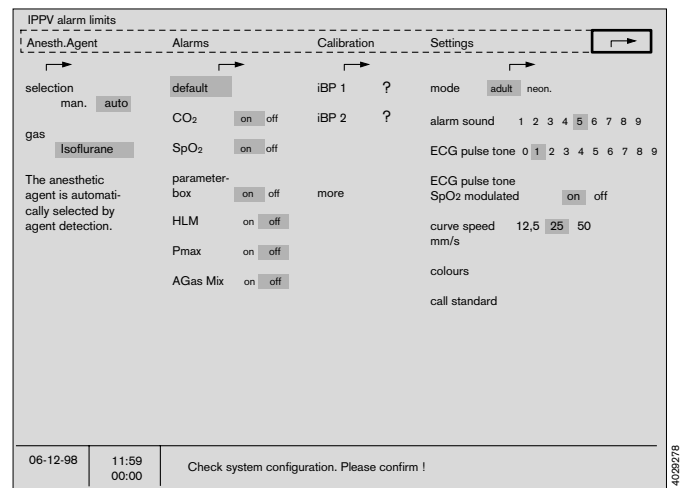 IPPV alarm limits
Anesth.Agent Alarms Calibration Settings
selection
man. auto
gas
Isoflurane
The anesthetic
agent is automati-
cally selected by
agent detection.
default
CO2 on off
SpO2 on off
parameter-
box on off
HLM on off
Pmax on off
AGas Mix on off
iBP 1 ?
iBP 2 ?
more
mode adult neon.
alarm sound 1 2 3 4 5 6 7 8 9
ECG pulse tone 0 1 2 3 4 5 6 7 8 9
ECG pulse tone
SpO2 modulated on off
curve speed 12,5 25 50
mm/s
colours
call standard
06-12-98 11:59
00:00
Check system configuration. Please confirm !
4029278